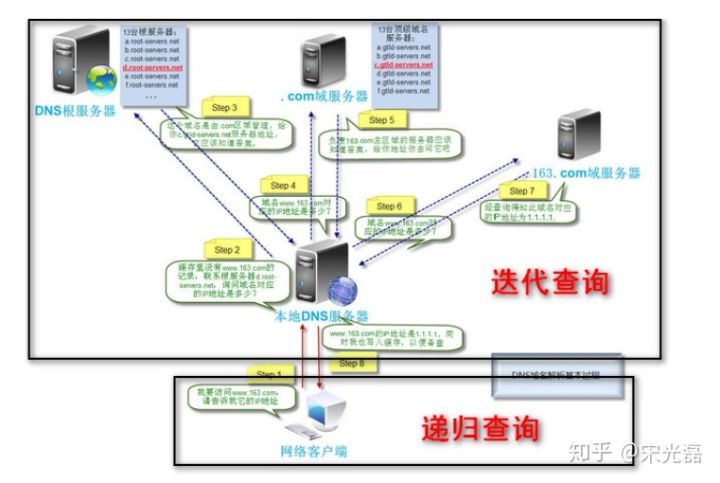 13台根服务器：
a.root-servers.net
b.root-servers.net
c.root-servers.net
d.root-servers.net
e.root-servers.net
f.root-servers.net
...
DNS根服务器
13台顶级域名
服务器：
a.gtld-servers.net
b.gtld-servers.net
c.gtld-servers.net
d.gtld-servers.net
e.gtld-servers.net
f.gtld-servers.net
.com域服务器
Step 3
这个域名是由.com区域管理，给
你c.gtld-servers.net服务器地址，
它应该知道答案。
Step 5
负责163.com主区域的服务器应该
知道答案，给你地址你去问它吧
163.com域服务器
Step 4
域名www.163.com对
应的IP地址是多少？
Step 6
域名www.163.com对
应的IP地址是多少？
Step 7
经查询得知此域名对应
的IP地址为1.1.1.1.
Step 2
缓存里没有www.163.com的
记录，联系根服务器d.root-
servers.net，询问域名对应
的IP地址是多少？
迭代查询
本地DNS服务器
www.163.com的IP地址是1.1.1.1，同
时我也写入缓存，以便备查
Step 8
Step 1
我要访问www.163.com，
请告诉我它的IP地址
DNS域名解析基本过程
递归查询
网络客户端
知乎 @宋光磊